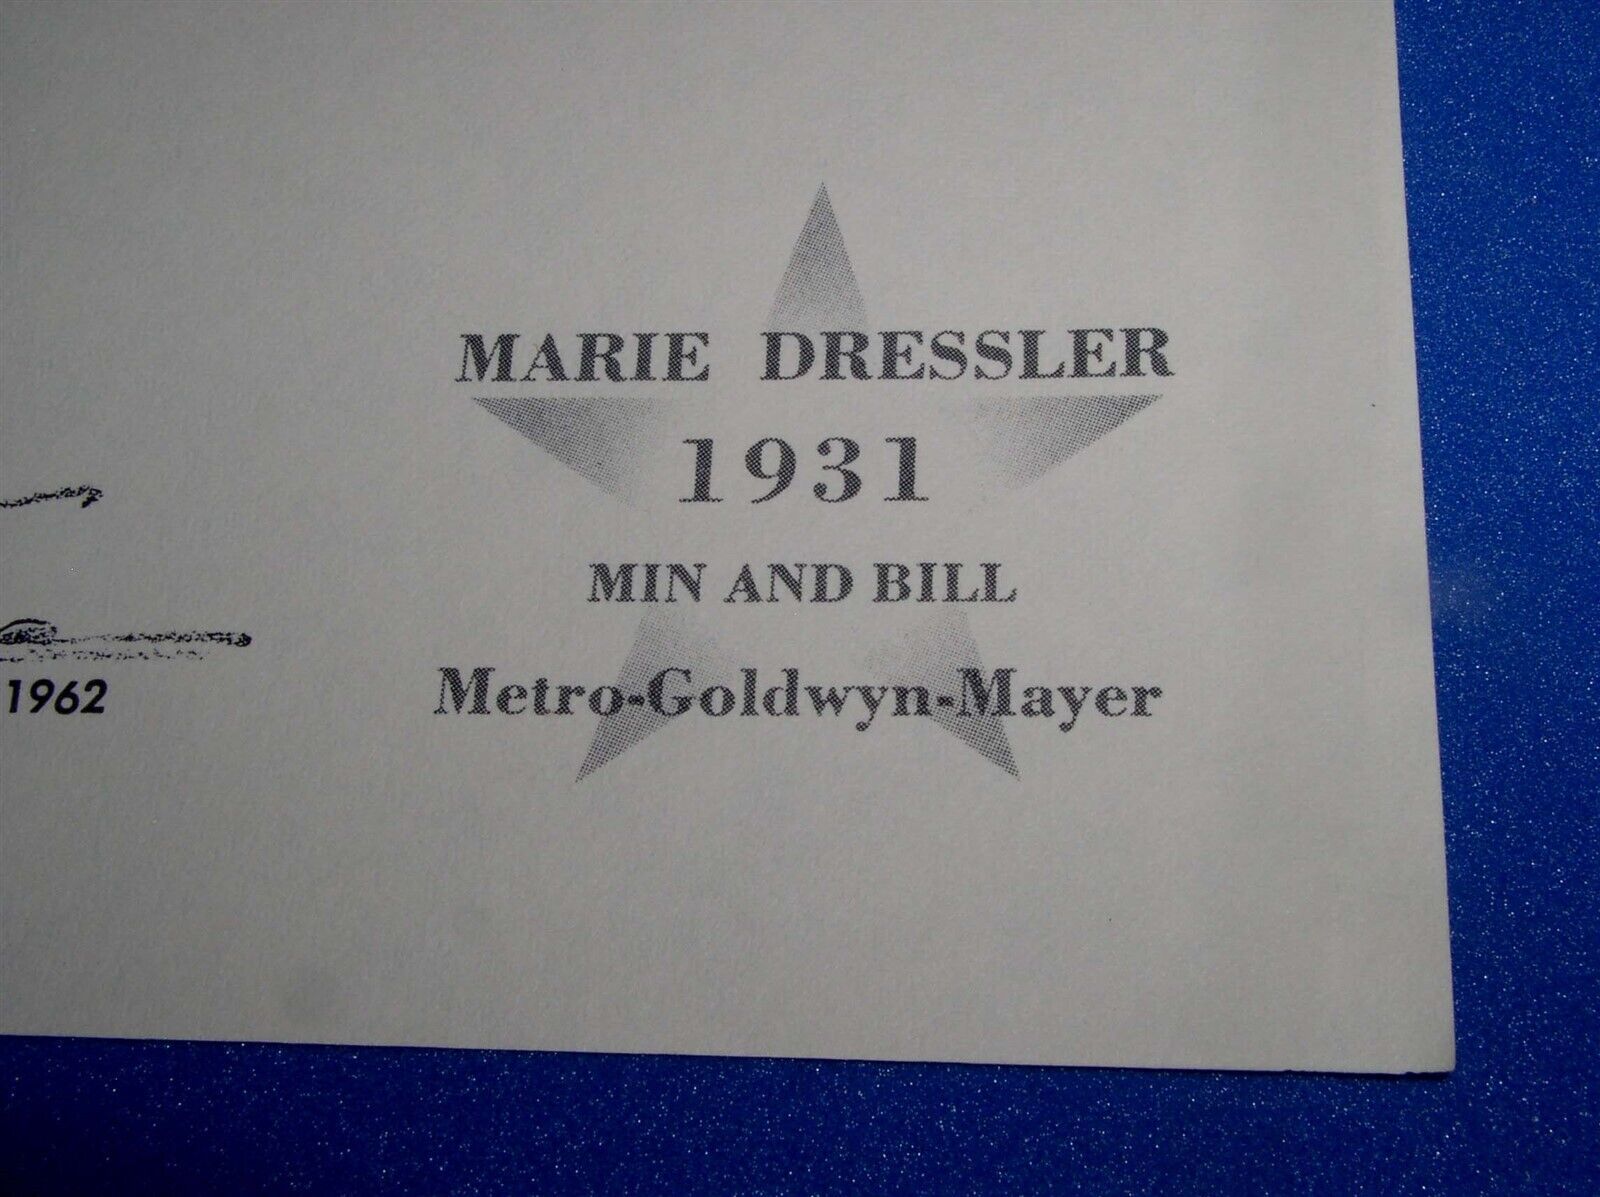 MARIE DRESSLER
1931
MIN AND BILL
Metro-Goldwyn-Mayer
1962